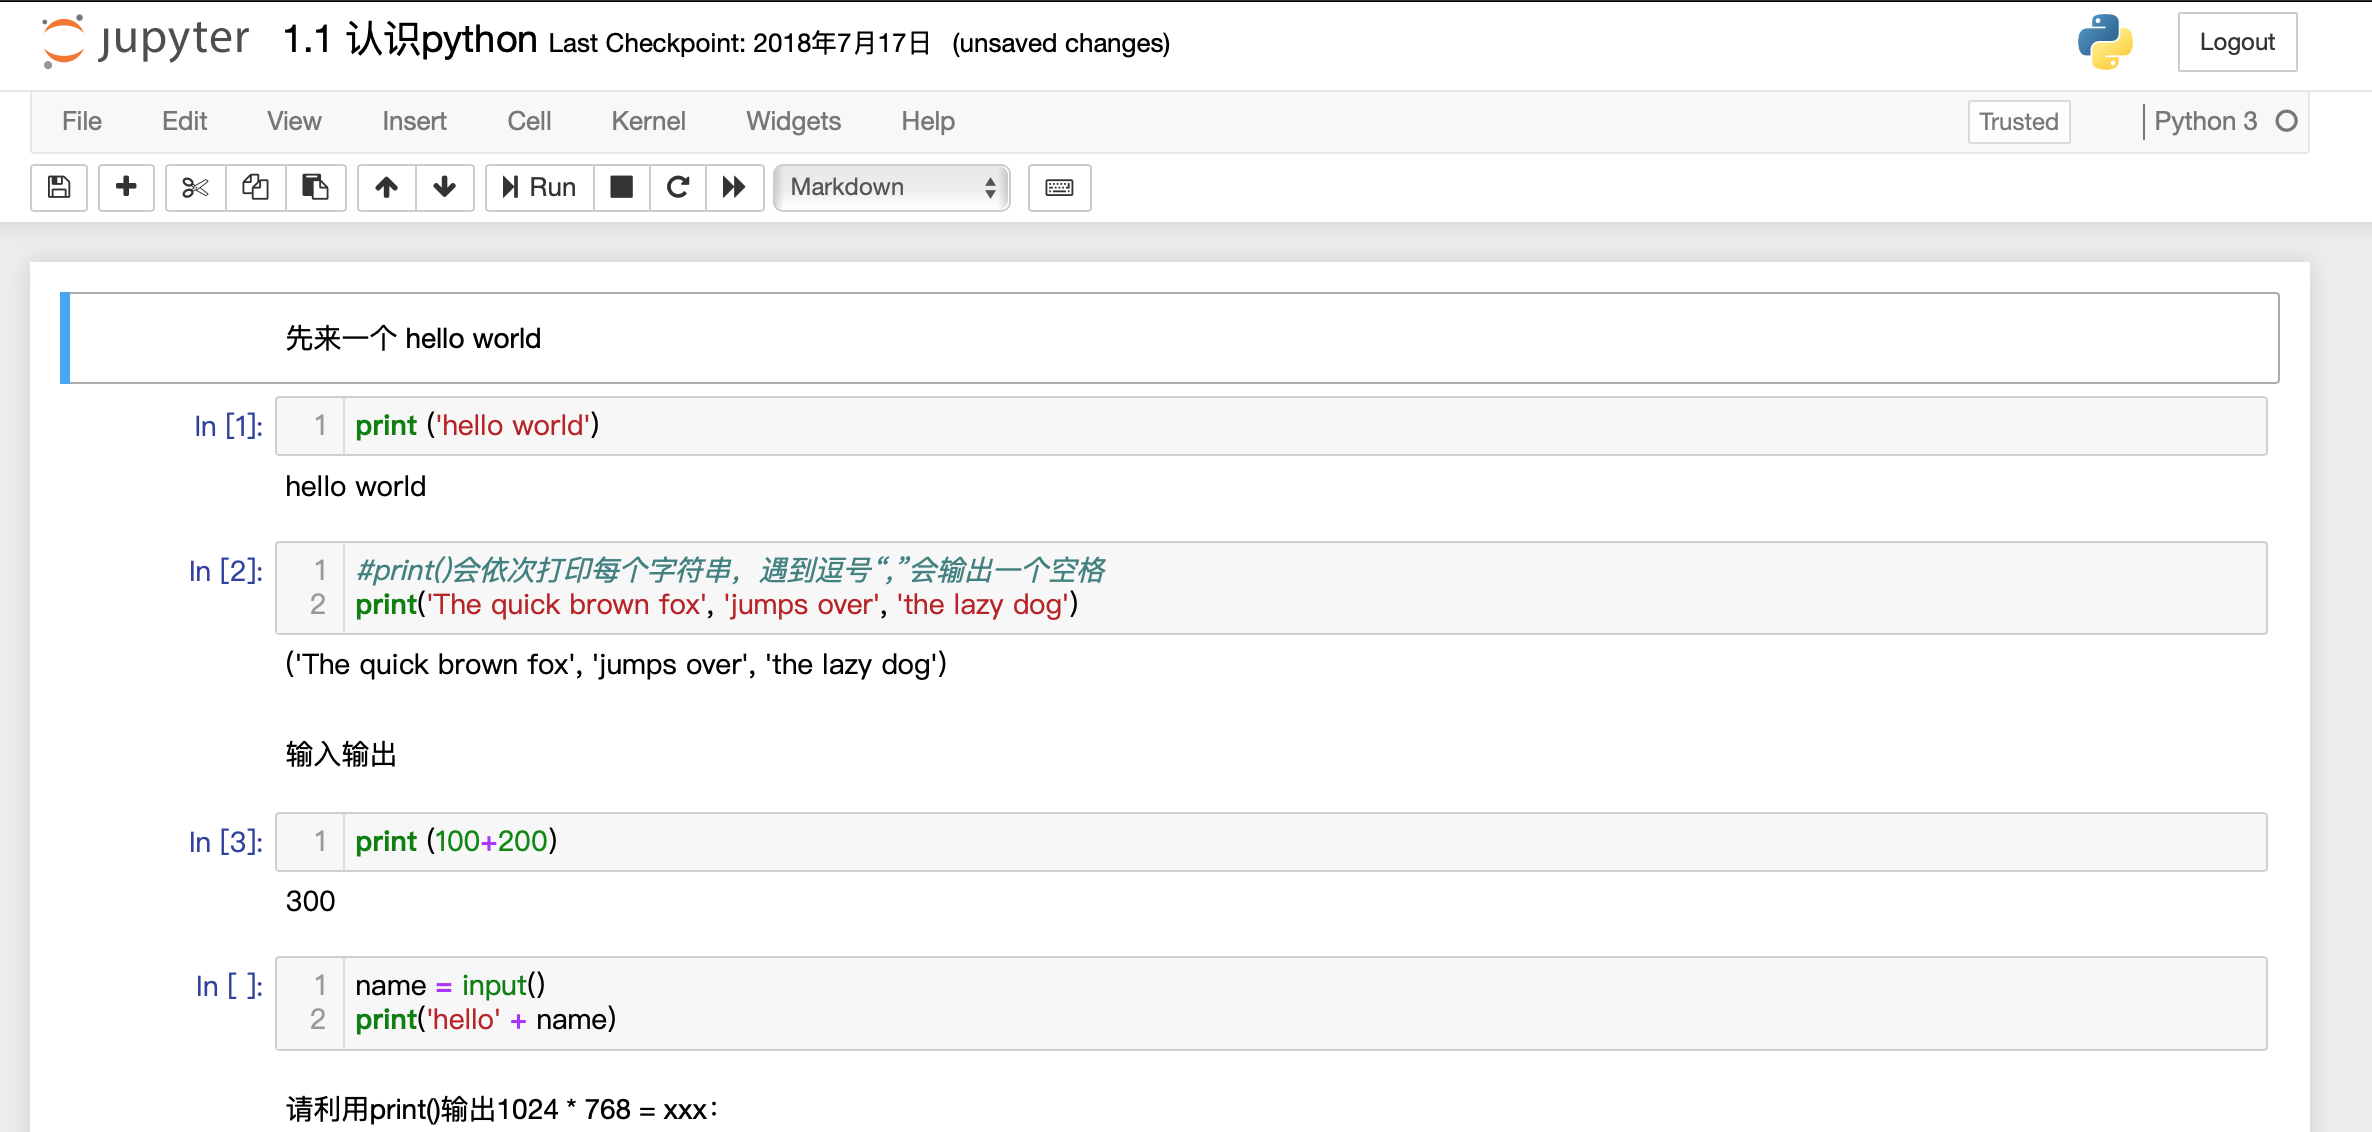 jupyter 1.1 认识python Last Checkpoint: 2018年7月17日 (unsaved changes) Logout
File Edit View Insert Cell Kernel Widgets Help Trusted Python 3
Run Markdown
先来一个 hello world
In [1]: 1 print ('hello world')
hello world
In [2]: 1 #print()会依次打印每个字符串，遇到逗号“,”会输出一个空格
2 print('The quick brown fox', 'jumps over', 'the lazy dog')
('The quick brown fox', 'jumps over', 'the lazy dog')
输入输出
In [3]: 1 print (100+200)
300
In [ ]: 1 name = input()
2 print('hello' + name)
请利用print()输出1024 * 768 = xxx：